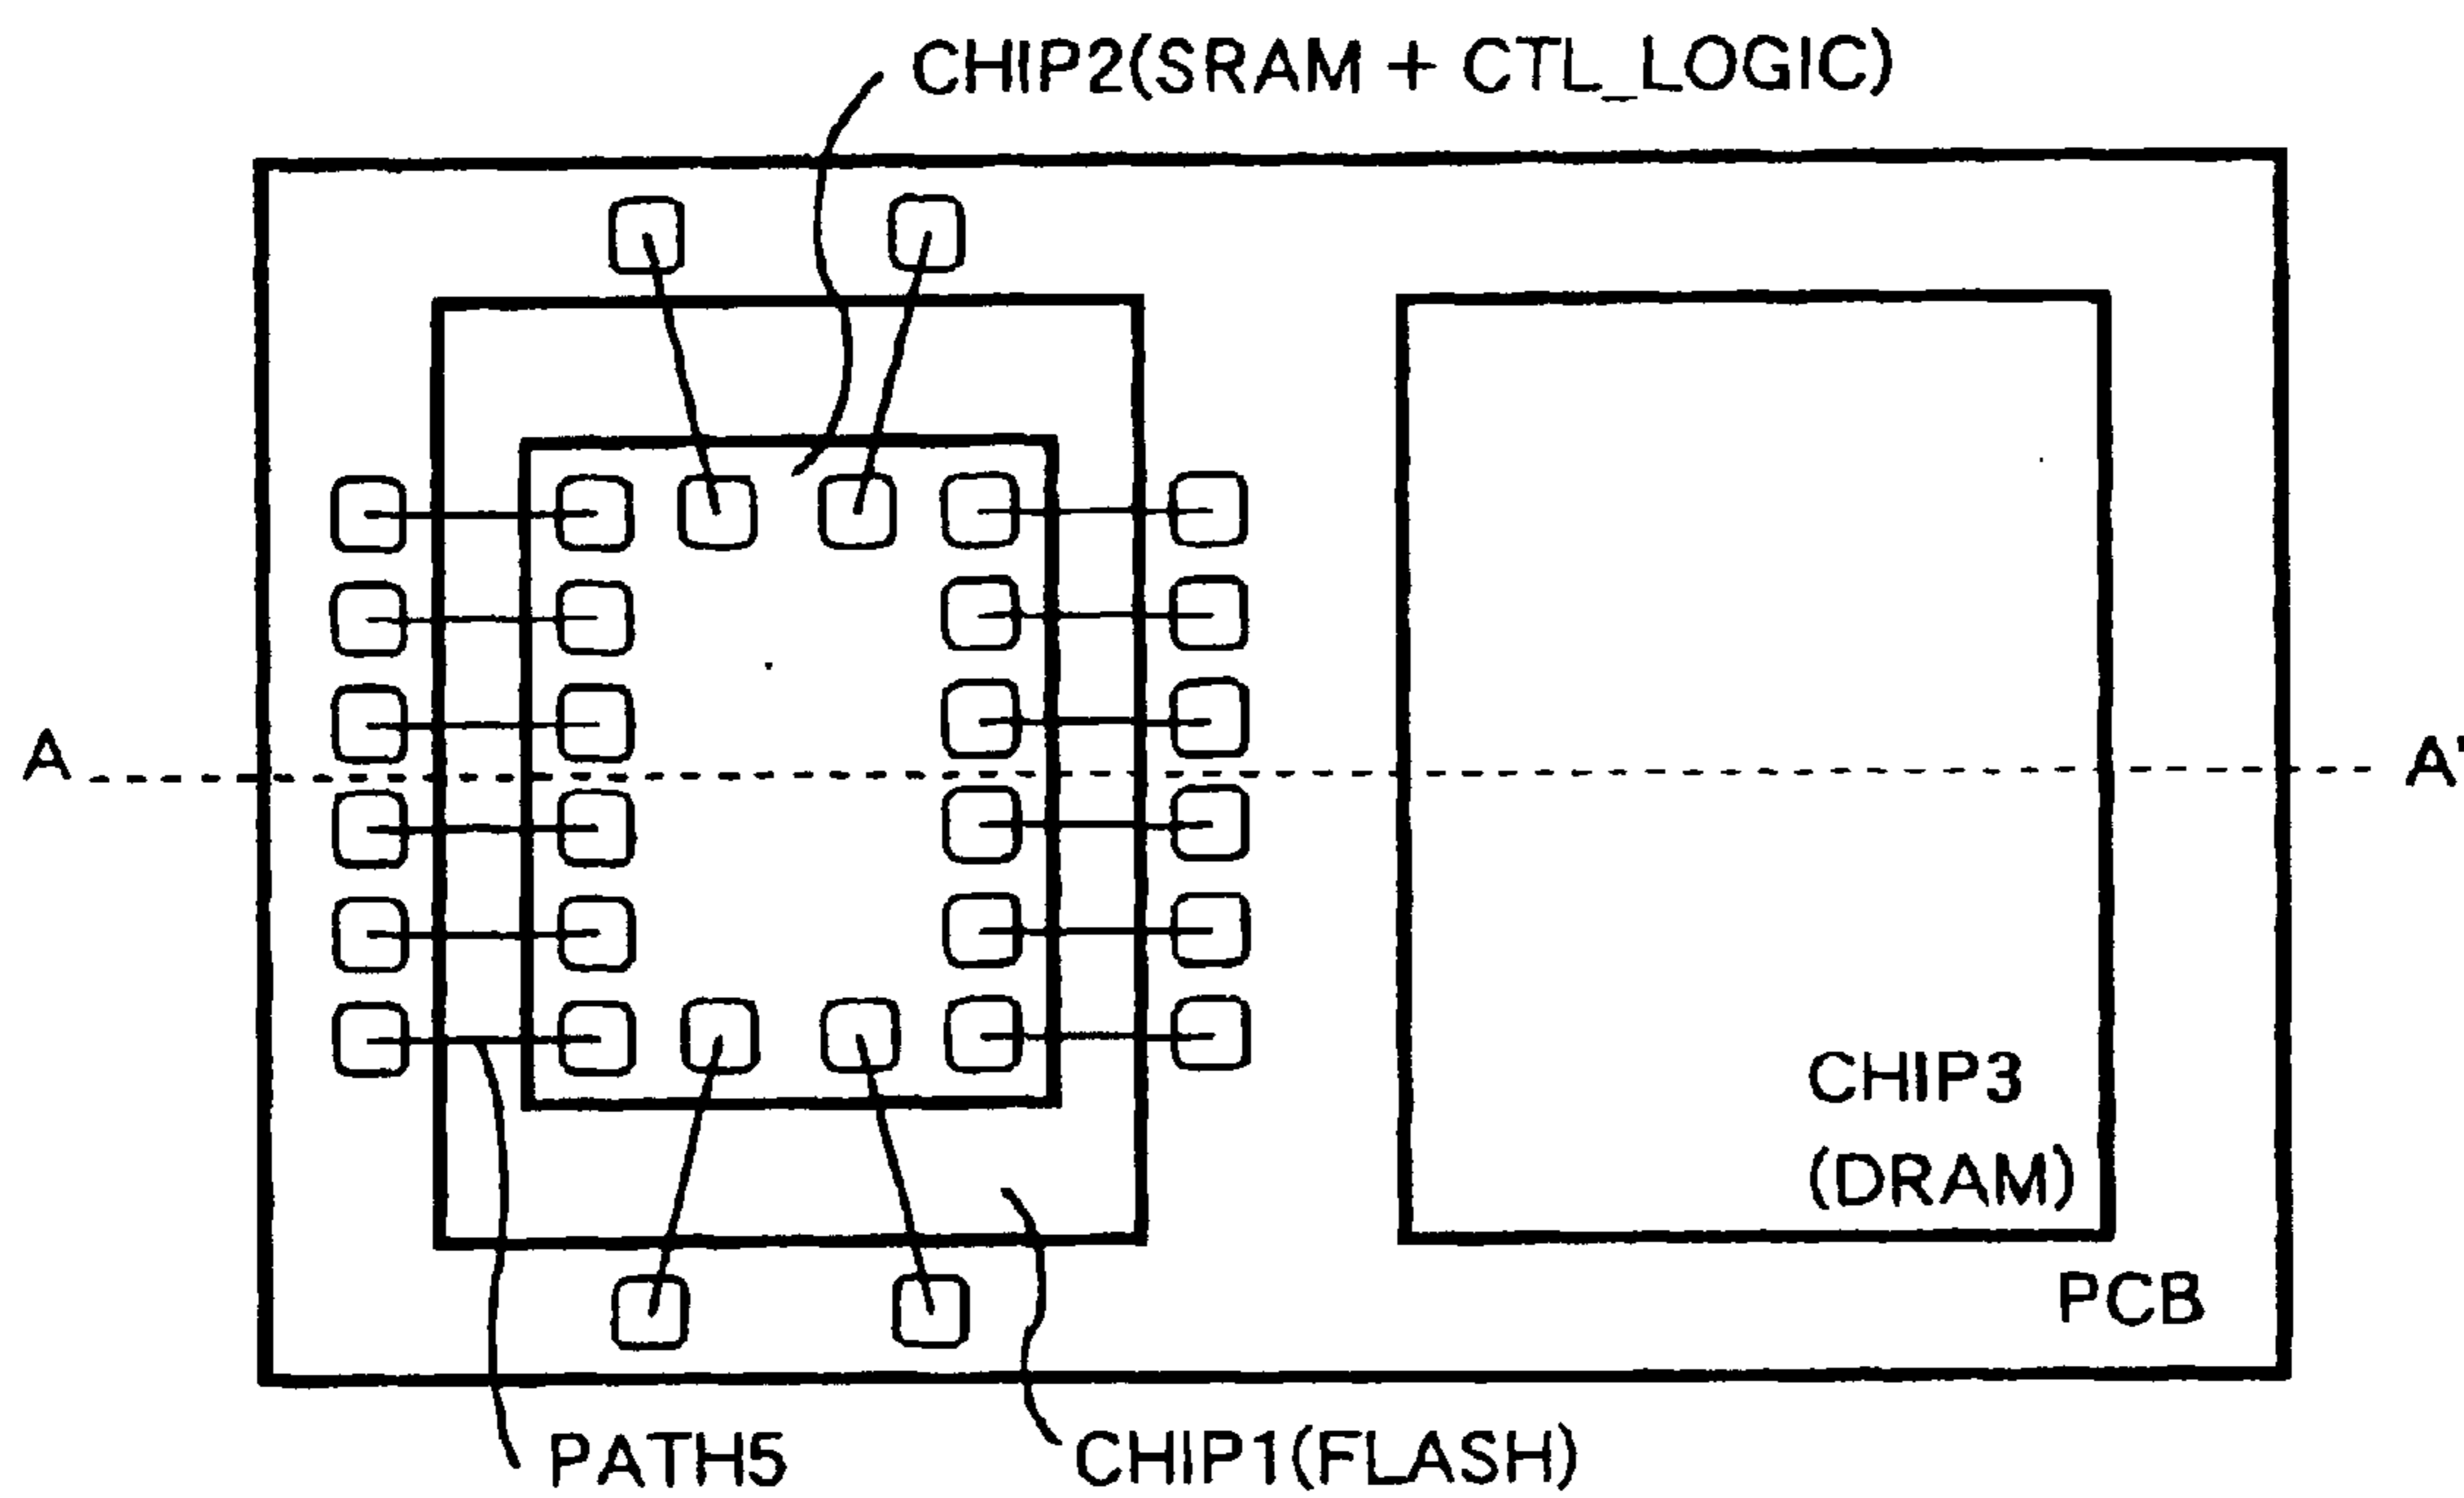 CHIP2(SRAM + CTL_LOGIC)
A
A'
CHIP3
(DRAM)
PCB
PATH5
CHIP1(FLASH)